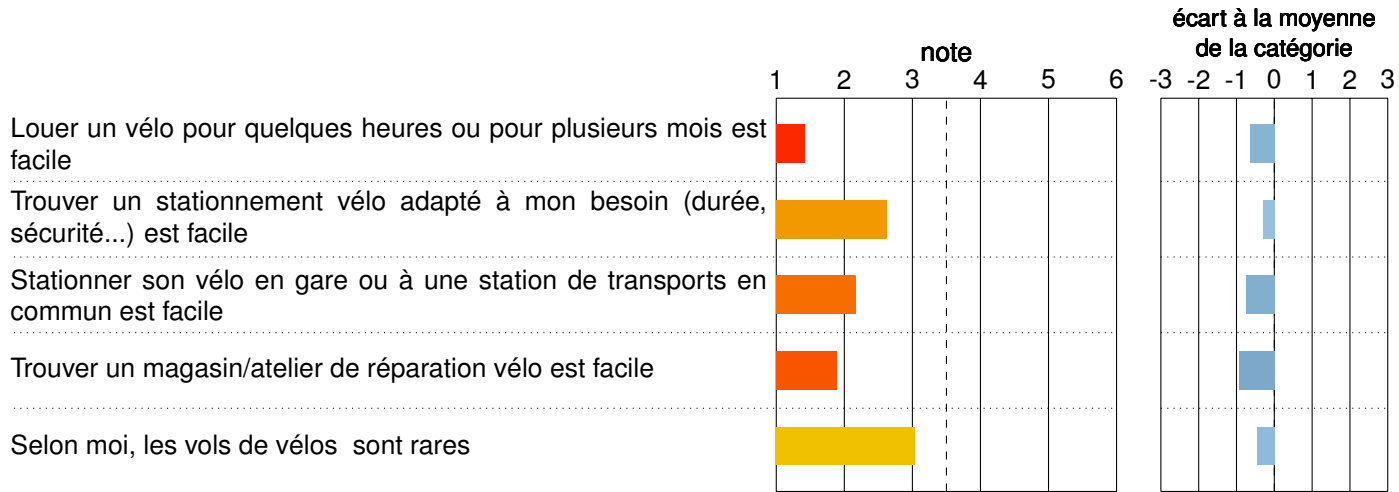 écart à la moyenne
de la catégorie
note
1 2 3 4 5 6
-3 -2 -1 0 1 2 3
Louer un vélo pour quelques heures ou pour plusieurs mois est
facile
Trouver un stationnement vélo adapté à mon besoin (durée,
sécurité...) est facile
Stationner son vélo en gare ou à une station de transports en
commun est facile
Trouver un magasin/atelier de réparation vélo est facile
Selon moi, les vols de vélos sont rares